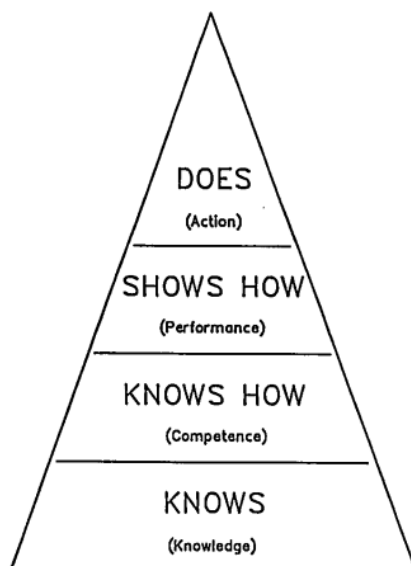 DOES
(Action)
SHOWS HOW
(Performance)
KNOWS HOW
(Competence)
KNOWS
(Knowledge)